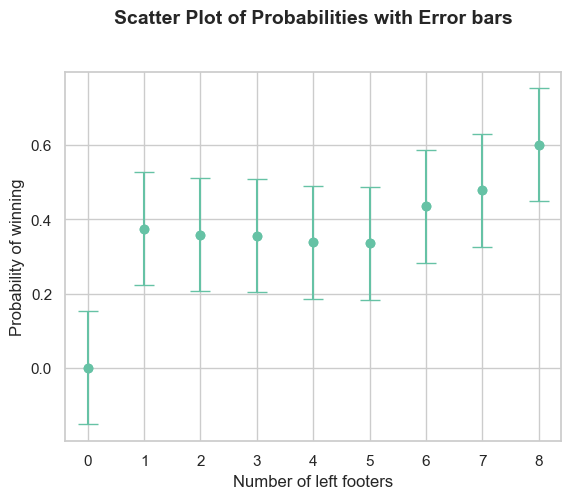 Scatter Plot of Probabilities with Error bars
Probability of winning
0.6
0.4
0.2
0.0
0 1 2 3 4 5 6 7 8
Number of left footers